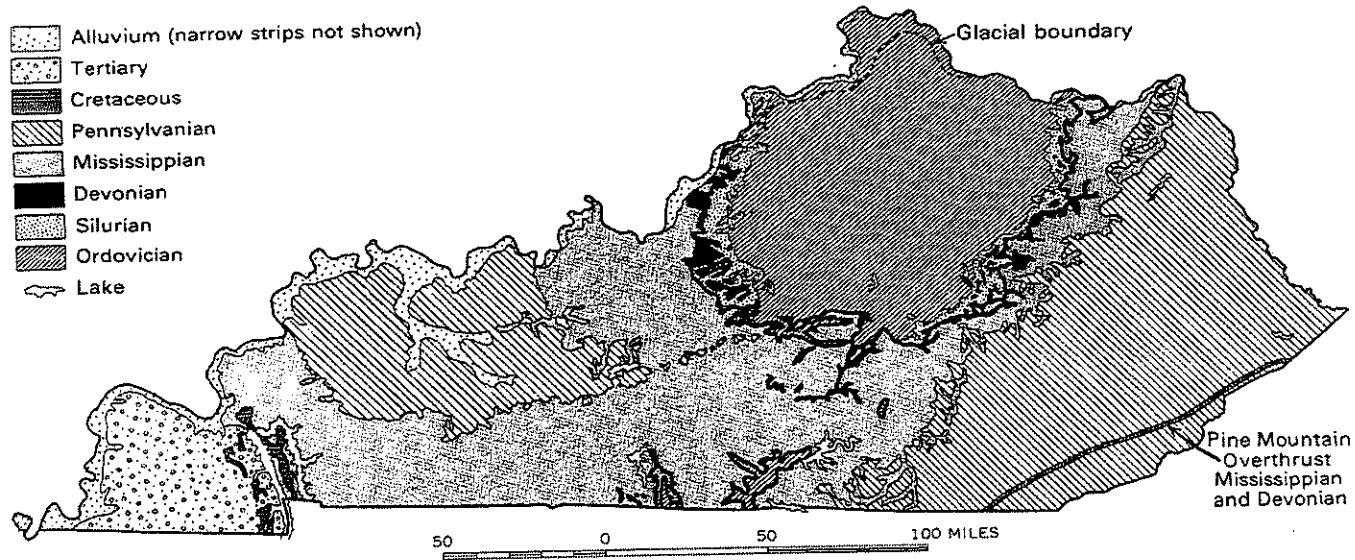 Alluvium (narrow strips not shown)
Tertiary
Cretaceous
Pennsylvanian
Mississippian
Devonian
Silurian
Ordovician
Lake
Glacial boundary
Pine Mountain
Overthrust
Mississippian
and Devonian
50 0 50 100 MILES